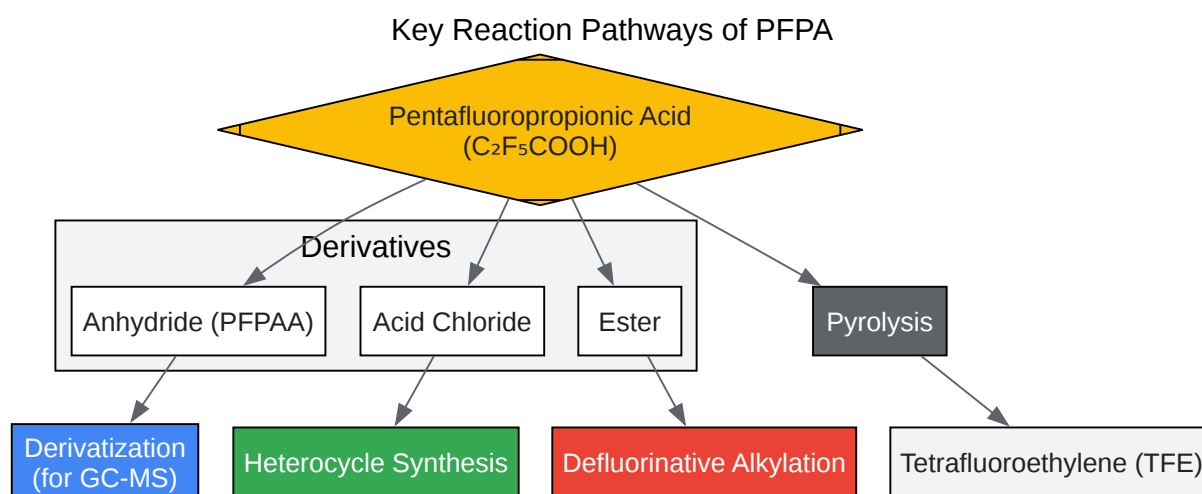 Key Reaction Pathways of PFPA
Pentafluoropropionic Acid
(C₂F₅COOH)
Derivatives
Anhydride (PFPAA)
Acid Chloride
Ester
Pyrolysis
Derivatization
(for GC-MS)
Heterocycle Synthesis
Defluorinative Alkylation
Tetrafluoroethylene (TFE)